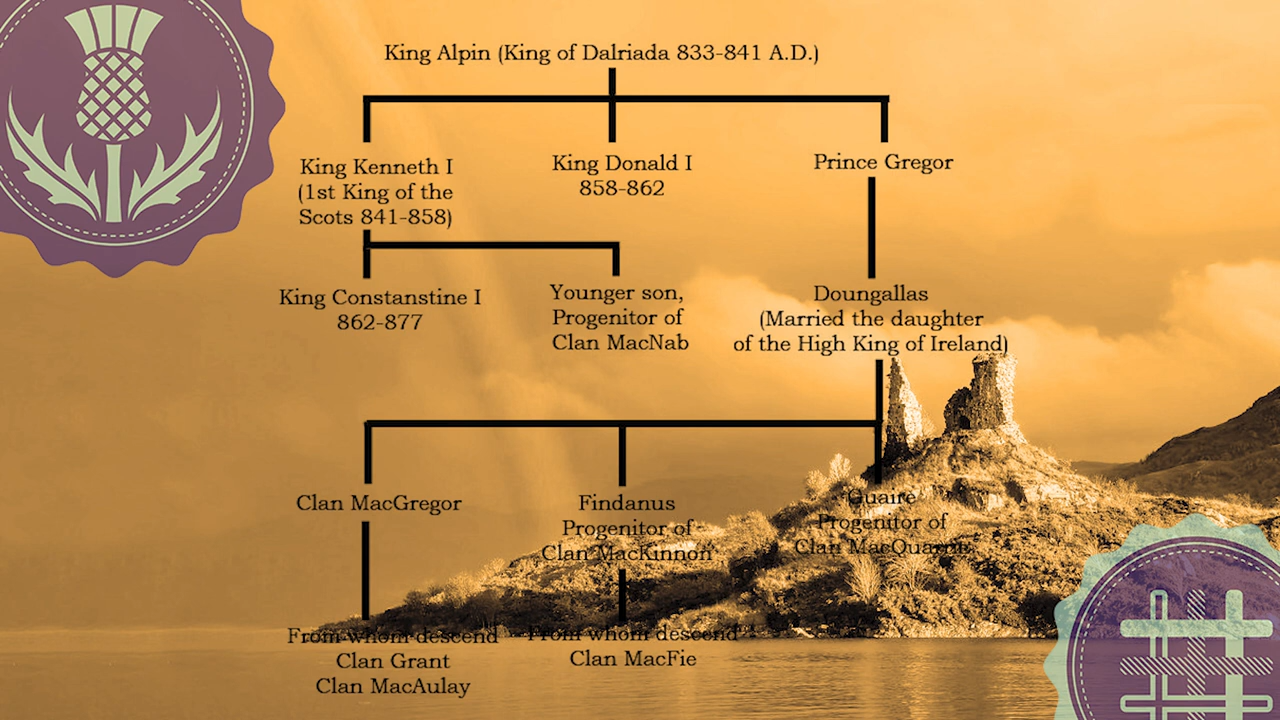 King Alpin (King of Dalriada 833-841 A.D.)
King Kenneth I
(1st King of the
Scots 841-858)
King Donald I
858-862
Prince Gregor
King Constanstine I
862-877
Younger son,
Progenitor of
Clan MacNab
Doungallas
(Married the daughter
of the High King of Ireland)
Clan MacGregor
Findanus
Progenitor of
Clan MacKinnon
Guaire
Progenitor of
Clan MacQuarrie
From whom descend
Clan Grant
Clan MacAulay
From whom descend
Clan MacFie